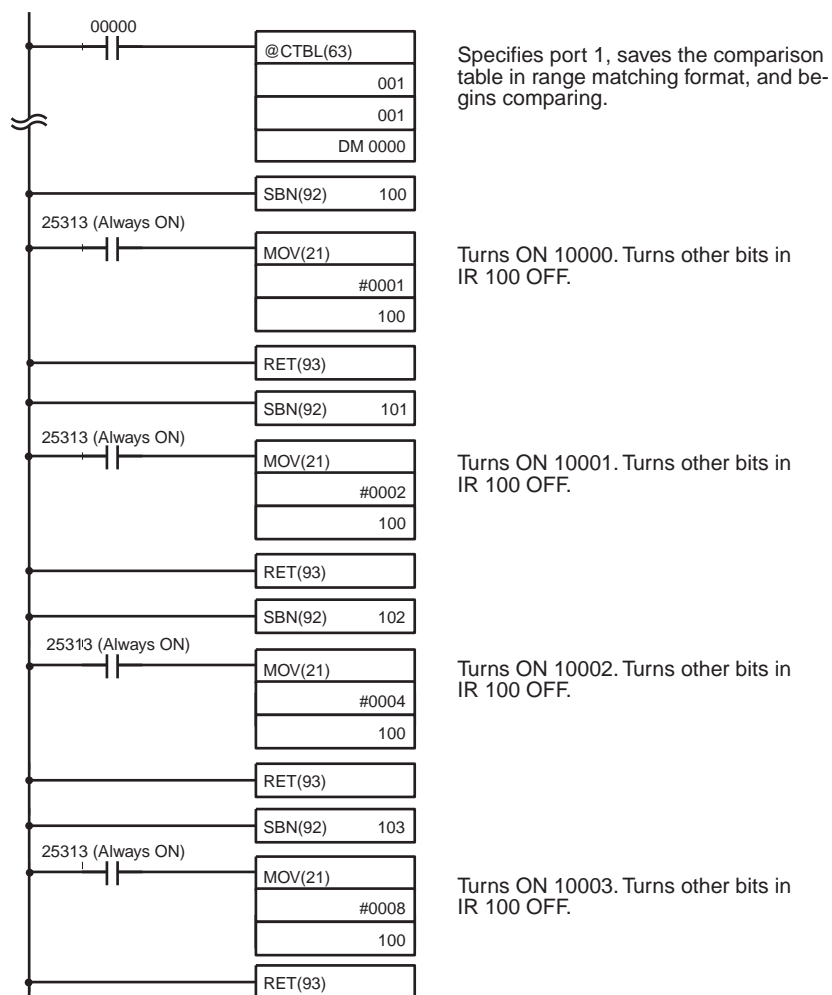 00000
@CTBL(63)
001
001
DM 0000
Specifies port 1, saves the comparison
table in range matching format, and be-
gins comparing.
SBN(92) 100
25313 (Always ON)
MOV(21)
#0001
100
Turns ON 10000. Turns other bits in
IR 100 OFF.
RET(93)
SBN(92) 101
25313 (Always ON)
MOV(21)
#0002
100
Turns ON 10001. Turns other bits in
IR 100 OFF.
RET(93)
SBN(92) 102
25313 (Always ON)
MOV(21)
#0004
100
Turns ON 10002. Turns other bits in
IR 100 OFF.
RET(93)
SBN(92) 103
25313 (Always ON)
MOV(21)
#0008
100
Turns ON 10003. Turns other bits in
IR 100 OFF.
RET(93)